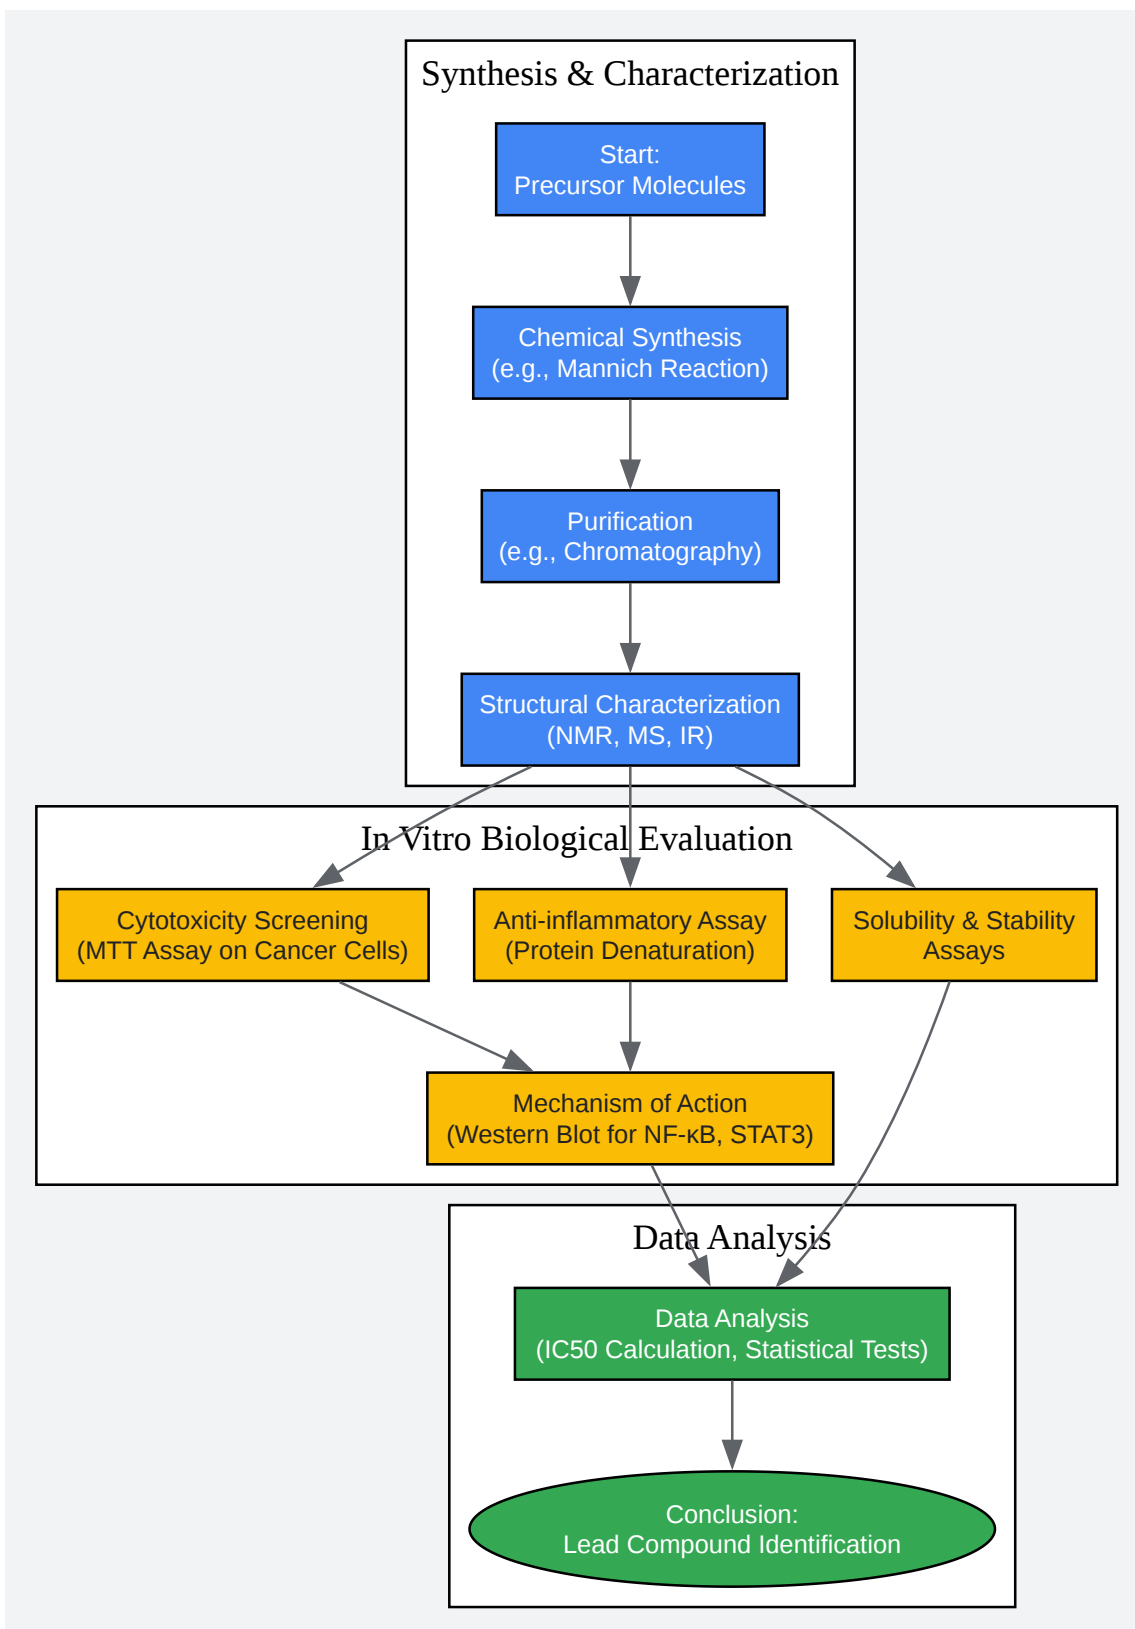 Synthesis & Characterization
Start:
Precursor Molecules
Chemical Synthesis
(e.g., Mannich Reaction)
Purification
(e.g., Chromatography)
Structural Characterization
(NMR, MS, IR)
In Vitro Biological Evaluation
Cytotoxicity Screening
(MTT Assay on Cancer Cells)
Anti-inflammatory Assay
(Protein Denaturation)
Solubility & Stability
Assays
Mechanism of Action
(Western Blot for NF-κB, STAT3)
Data Analysis
Data Analysis
(IC50 Calculation, Statistical Tests)
Conclusion:
Lead Compound Identification